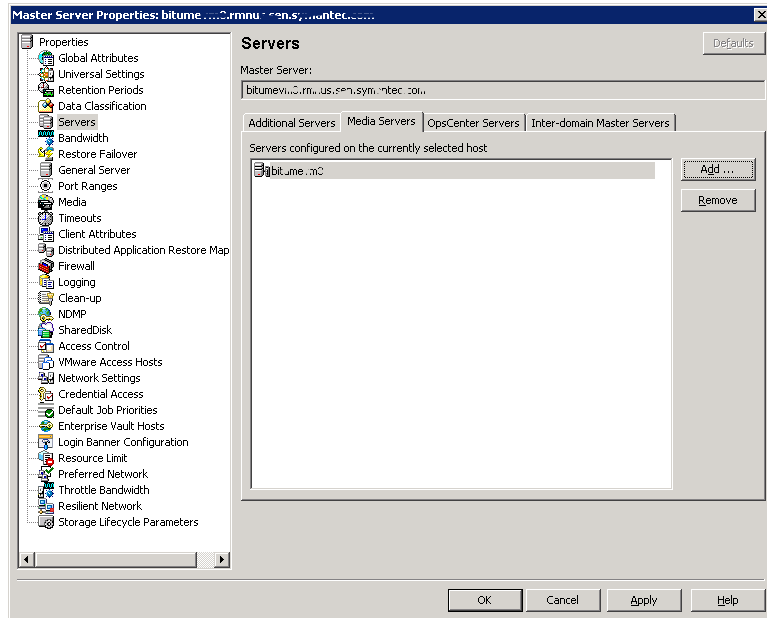 Master Server Properties:
Properties
Global Attributes
Universal Settings
Retention Periods
Data Classification
Servers
Bandwidth
Restore Failover
General Server
Port Ranges
Media
Timeouts
Client Attributes
Distributed Application Restore Map
Firewall
Logging
Clean-up
NDMP
SharedDisk
Access Control
VMware Access Hosts
Network Settings
Credential Access
Default Job Priorities
Enterprise Vault Hosts
Login Banner Configuration
Resource Limit
Preferred Network
Throttle Bandwidth
Resilient Network
Storage Lifecycle Parameters
Servers
Defaults
Master Server:
Additional Servers
Media Servers
OpsCenter Servers
Inter-domain Master Servers
Servers configured on the currently selected host
Add ...
Remove
OK
Cancel
Apply
Help